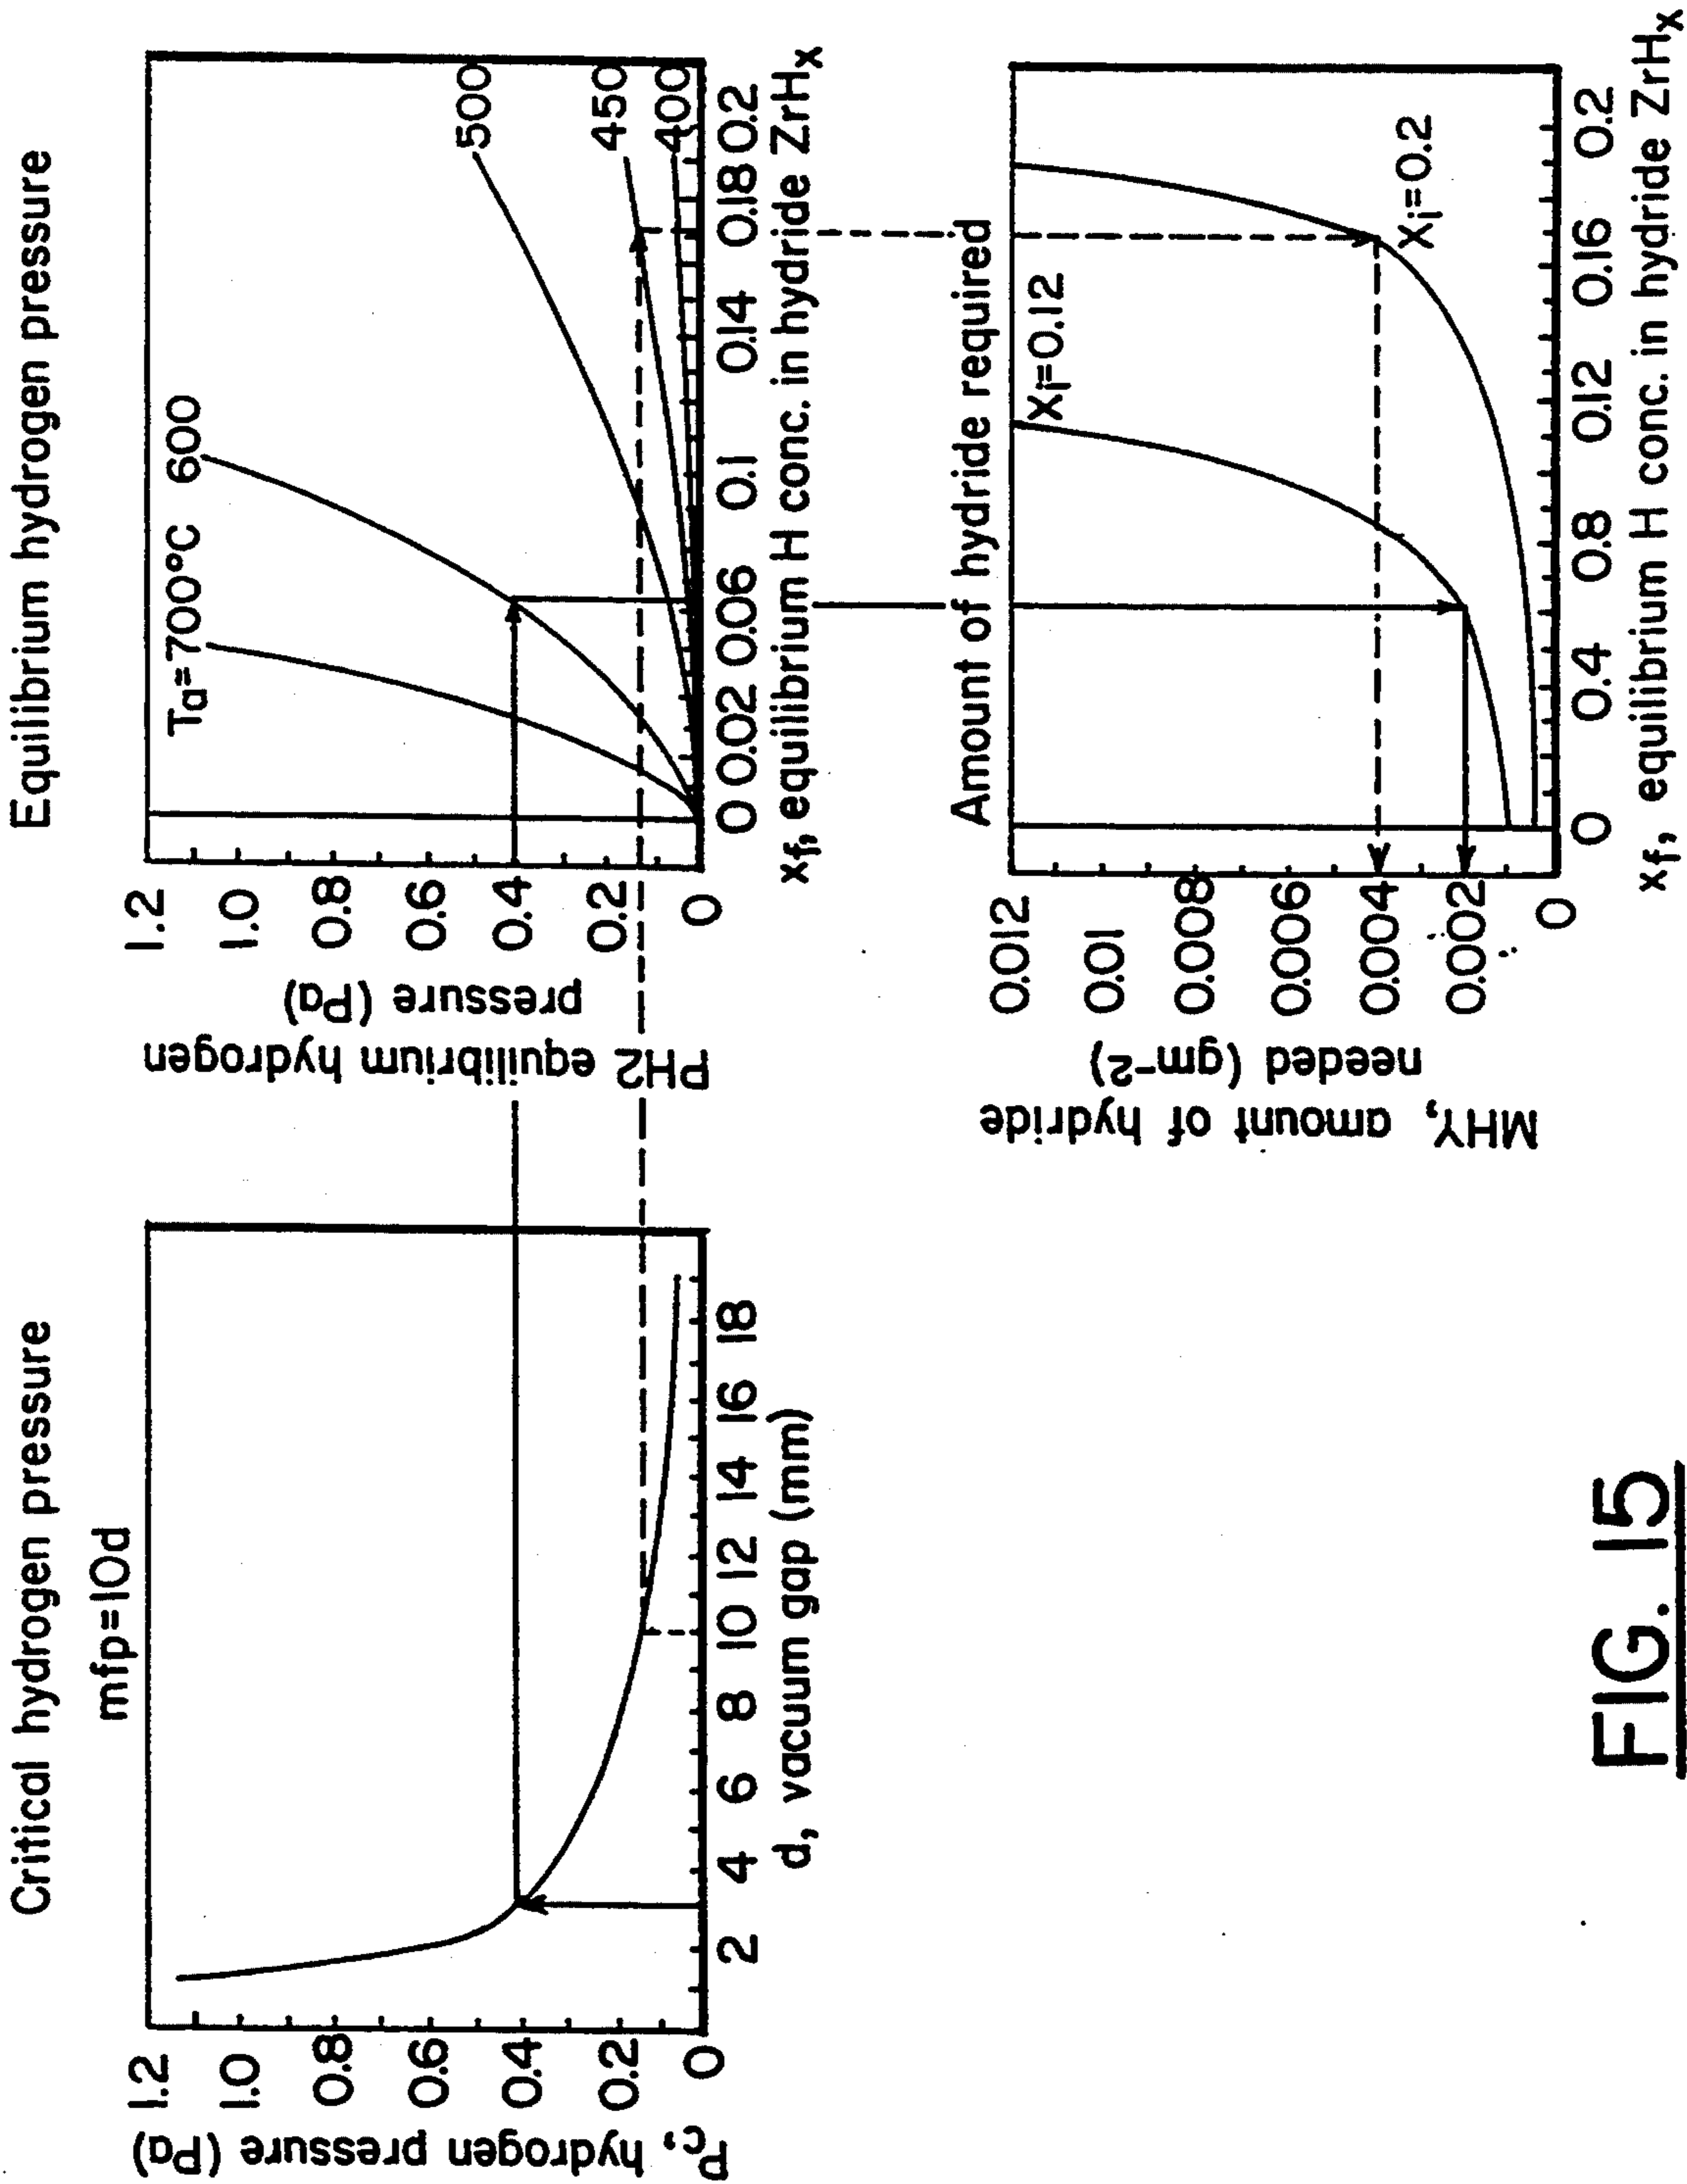 Critical hydrogen pressure
mfp=10d
1.2
1.0
0.8
0.6
0.4
0.2
0
Pc, hydrogen pressure (Pa)
2 4 6 8 10 12 14 16 18
d, vacuum gap (mm)
Equilibrium hydrogen pressure
Ta=700°C 600
500
450
400
1.2
1.0
0.8
0.6
0.4
0.2
0
PH2 equilibrium hydrogen
pressure (Pa)
0 0.02 0.06 0.1 0.14 0.18 0.2
xf, equilibrium H conc. in hydride ZrHx
Amount of hydride required
Xi=0.12
Xi=0.2
0.012
0.01
0.008
0.006
0.004
0.002
0
MHY, amount of hydride
needed (gm-2)
0 0.4 0.8 0.12 0.16 0.2
xf, equilibrium H conc. in hydride ZrHx
FIG. 15